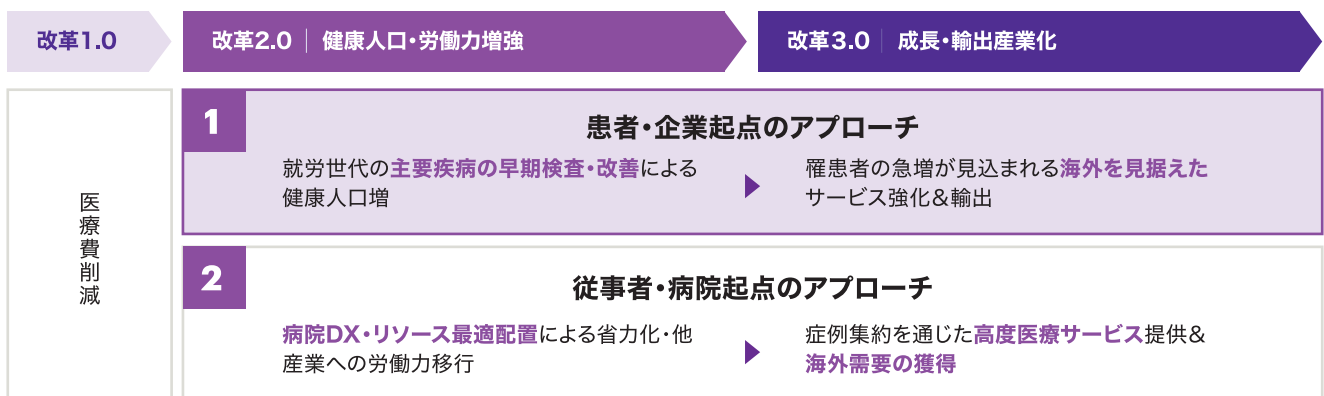 改革1.0
改革2.0｜健康人口・労働力増強
改革3.0｜成長・輸出産業化
医療費削減
1
患者・企業起点のアプローチ
就労世代の主要疾病の早期検査・改善による
健康人口増
罹患者の急増が見込まれる海外を見据えた
サービス強化&輸出
2
従事者・病院起点のアプローチ
病院DX・リソース最適配置による省力化・他
産業への労働力移行
症例集約を通じた高度医療サービス提供&
海外需要の獲得